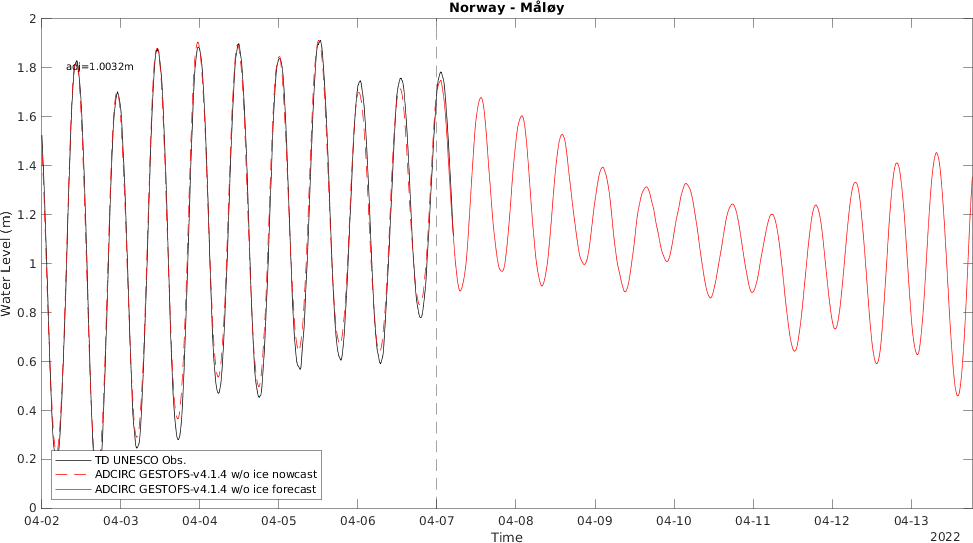 Norway - Måløy
2
1.8
1.6
1.4
1.2
1
0.8
0.6
0.4
0.2
0
Water Level (m)
adj=1.0032m
TD UNESCO Obs.
ADCIRC GESTOFS-v4.1.4 w/o ice nowcast
ADCIRC GESTOFS-v4.1.4 w/o ice forecast
04-02 04-03 04-04 04-05 04-06 04-07 04-08 04-09 04-10 04-11 04-12 04-13
Time
2022